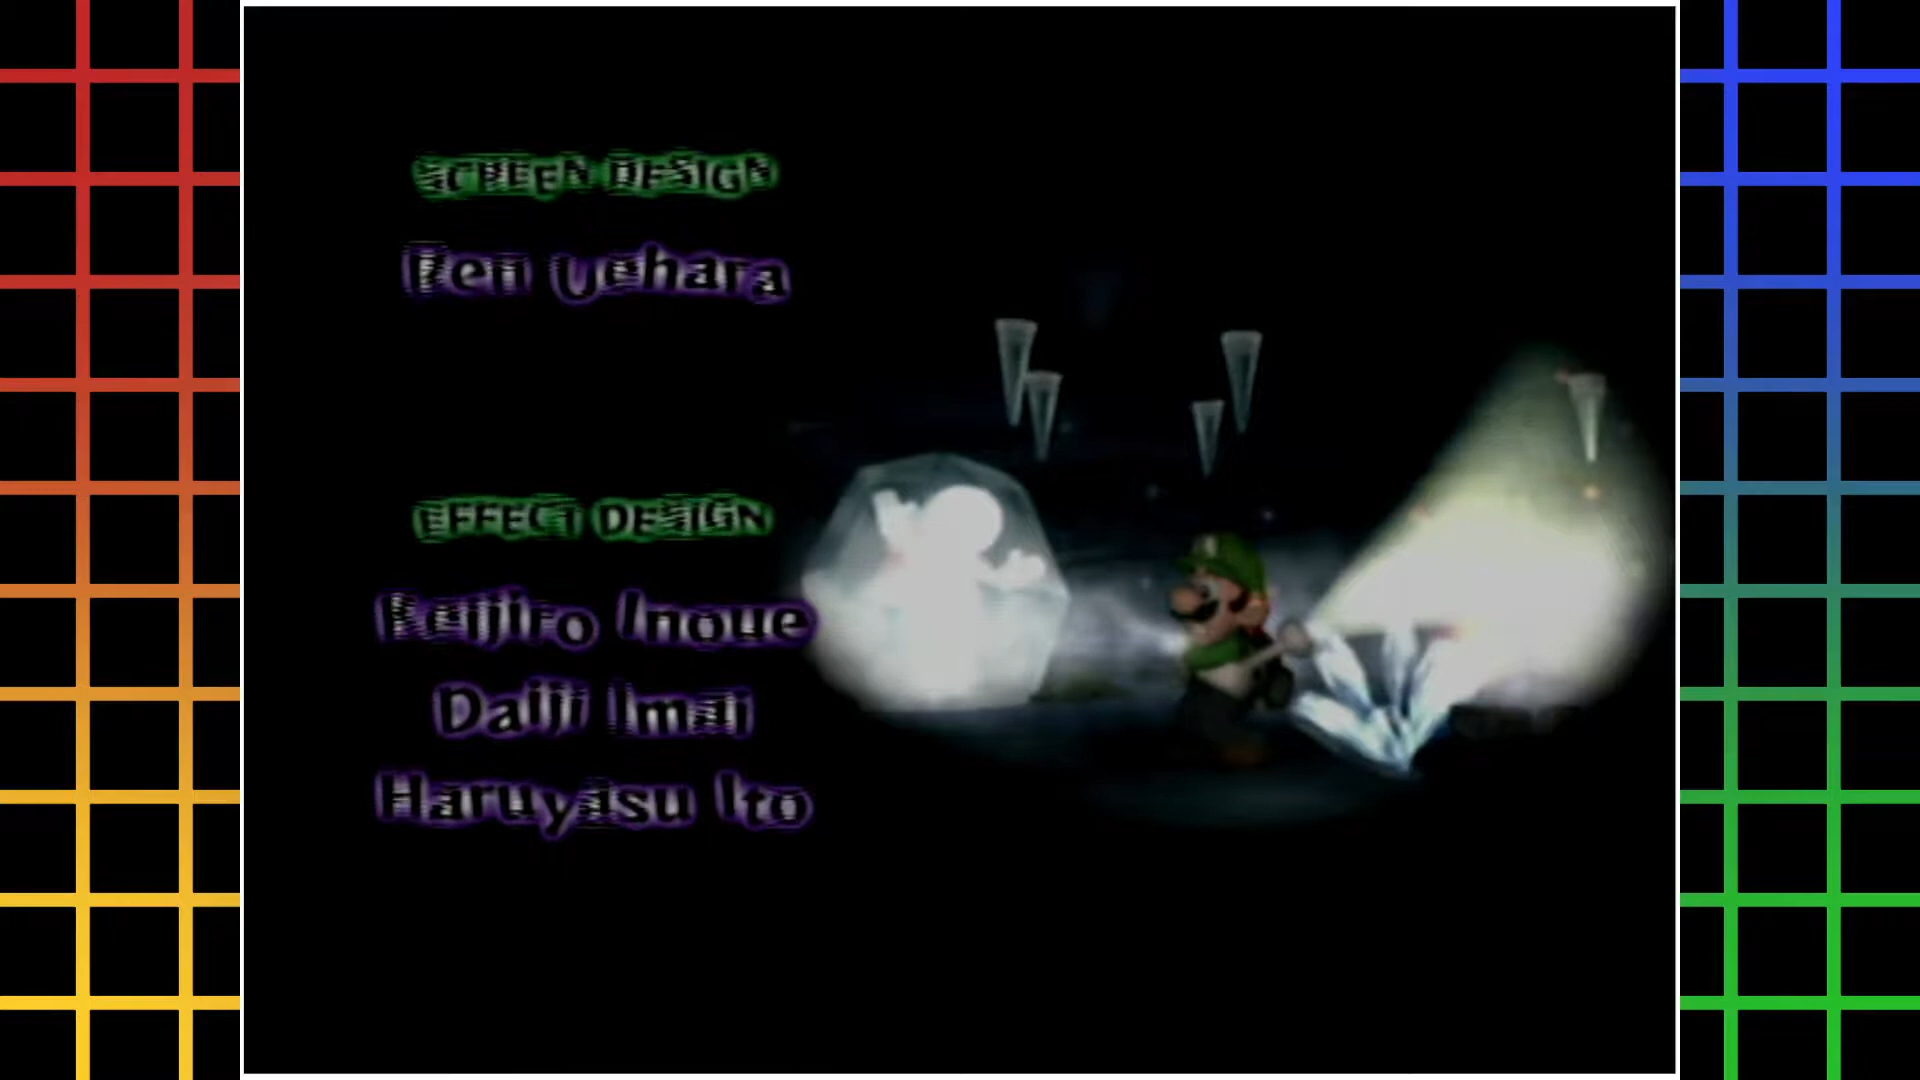 SCREEN DESIGN
Ren Uehara
EFFECT DESIGN
Keijiro Inoue
Daiji Imai
Haruyasu Ito